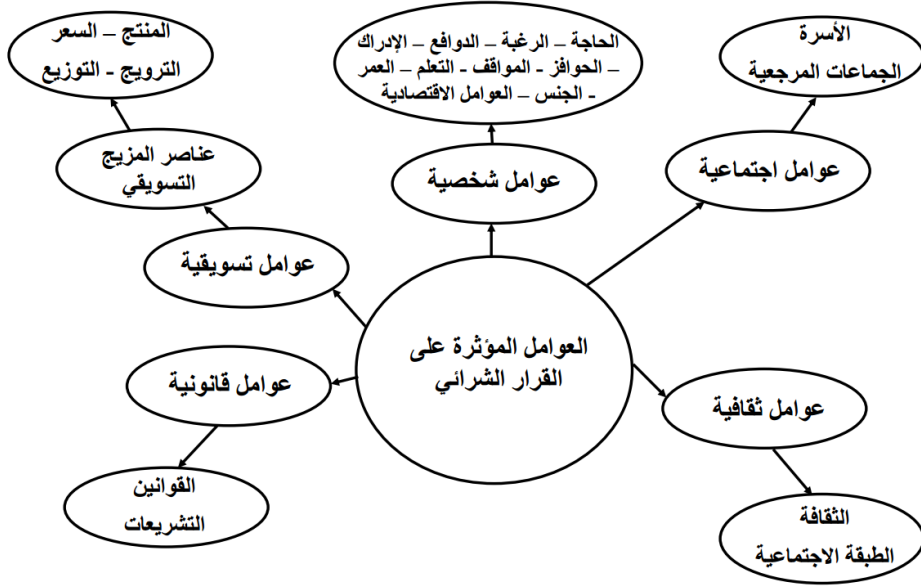 الأسرة
الجماعات المرجعية
الحاجة – الرغبة – الدوافع – الإدراك
– الحوافز - المواقف - التعلم – العمر
- الجنس – العوامل الاقتصادية
المنتج – السعر
الترويج - التوزيع
عوامل اجتماعية
عوامل شخصية
عناصر المزيج
التسويقي
عوامل تسويقية
العوامل المؤثرة على
القرار الشرائي
عوامل ثقافية
عوامل قانونية
الثقافة
الطبقة الاجتماعية
القوانين
التشريعات